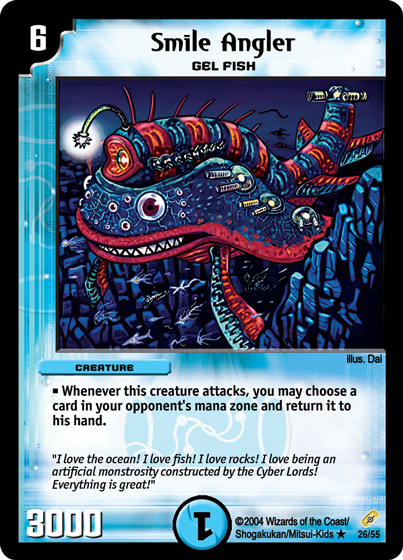 6
Smile Angler
GEL FISH
illus. Dai
CREATURE
▪ Whenever this creature attacks, you may choose a
card in your opponent's mana zone and return it to
his hand.
"I love the ocean! I love fish! I love rocks! I love being an
artificial monstrosity constructed by the Cyber Lords!
Everything is great!"
3000
1
©2004 Wizards of the Coast/
Shogakukan/Mitsui-Kids ★ 26/55